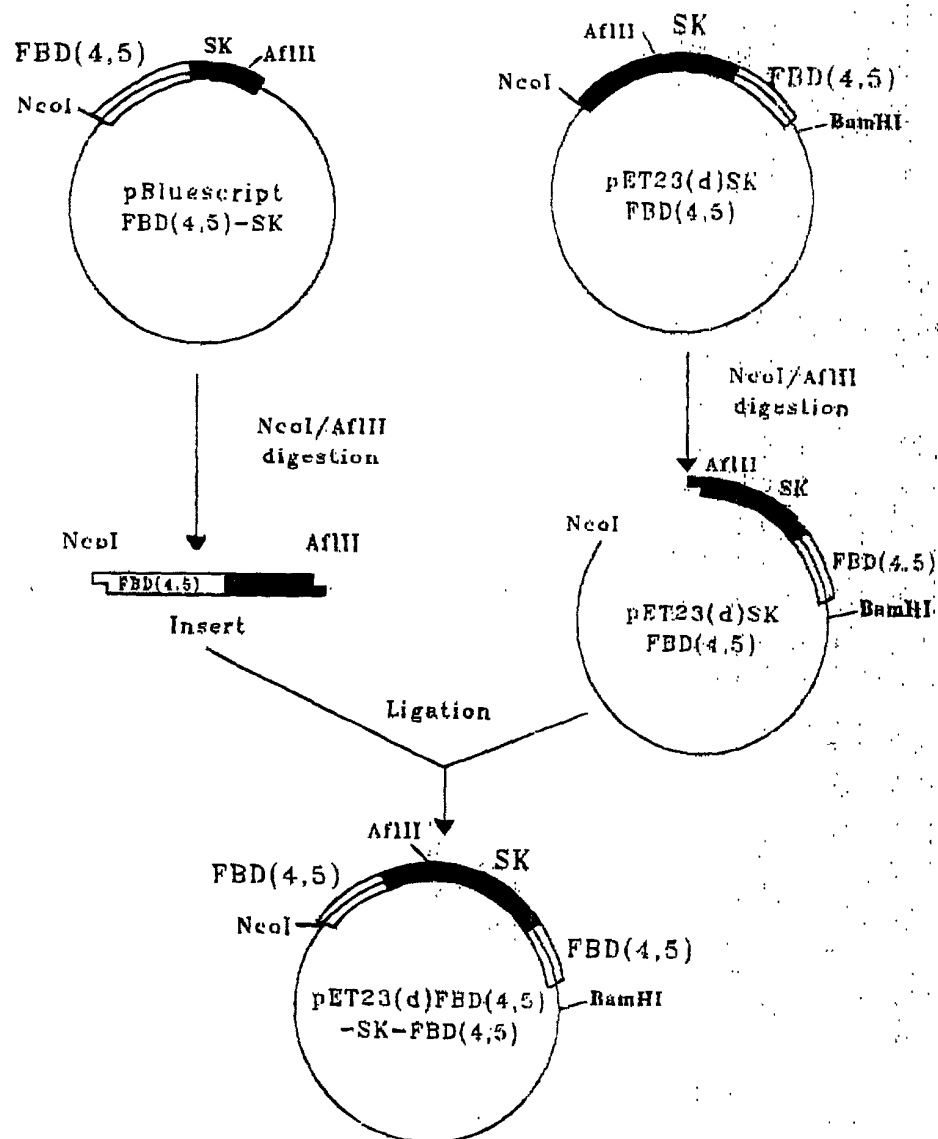 FBD(4,5)
SK
AflII
NcoI
pBluescript
FBD(4,5)-SK
AflII
SK
NcoI
FBD(4,5)
BamHI
pET23(d)SK
FBD(4,5)
NcoI/AflII
digestion
NcoI/AflII
digestion
NcoI
AflII
FBD(4,5)
Insert
AflII
SK
NcoI
FBD(4,5)
BamHI
pET23(d)SK
FBD(4,5)
Ligation
AflII
SK
FBD(4,5)
NcoI
FBD(4,5)
BamHI
pET23(d)FBD(4,5)
-SK-FBD(4,5)